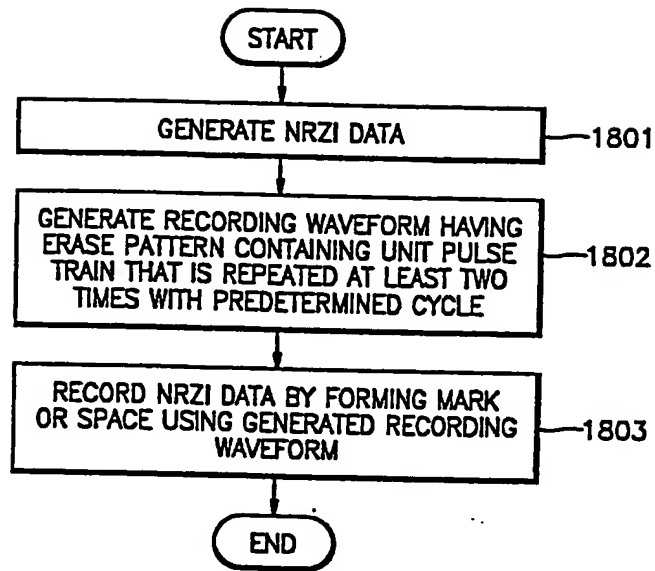 START
GENERATE NRZI DATA
1801
GENERATE RECORDING WAVEFORM HAVING
ERASE PATTERN CONTAINING UNIT PULSE
TRAIN THAT IS REPEATED AT LEAST TWO
TIMES WITH PREDETERMINED CYCLE
1802
RECORD NRZI DATA BY FORMING MARK
OR SPACE USING GENERATED RECORDING
WAVEFORM
1803
END